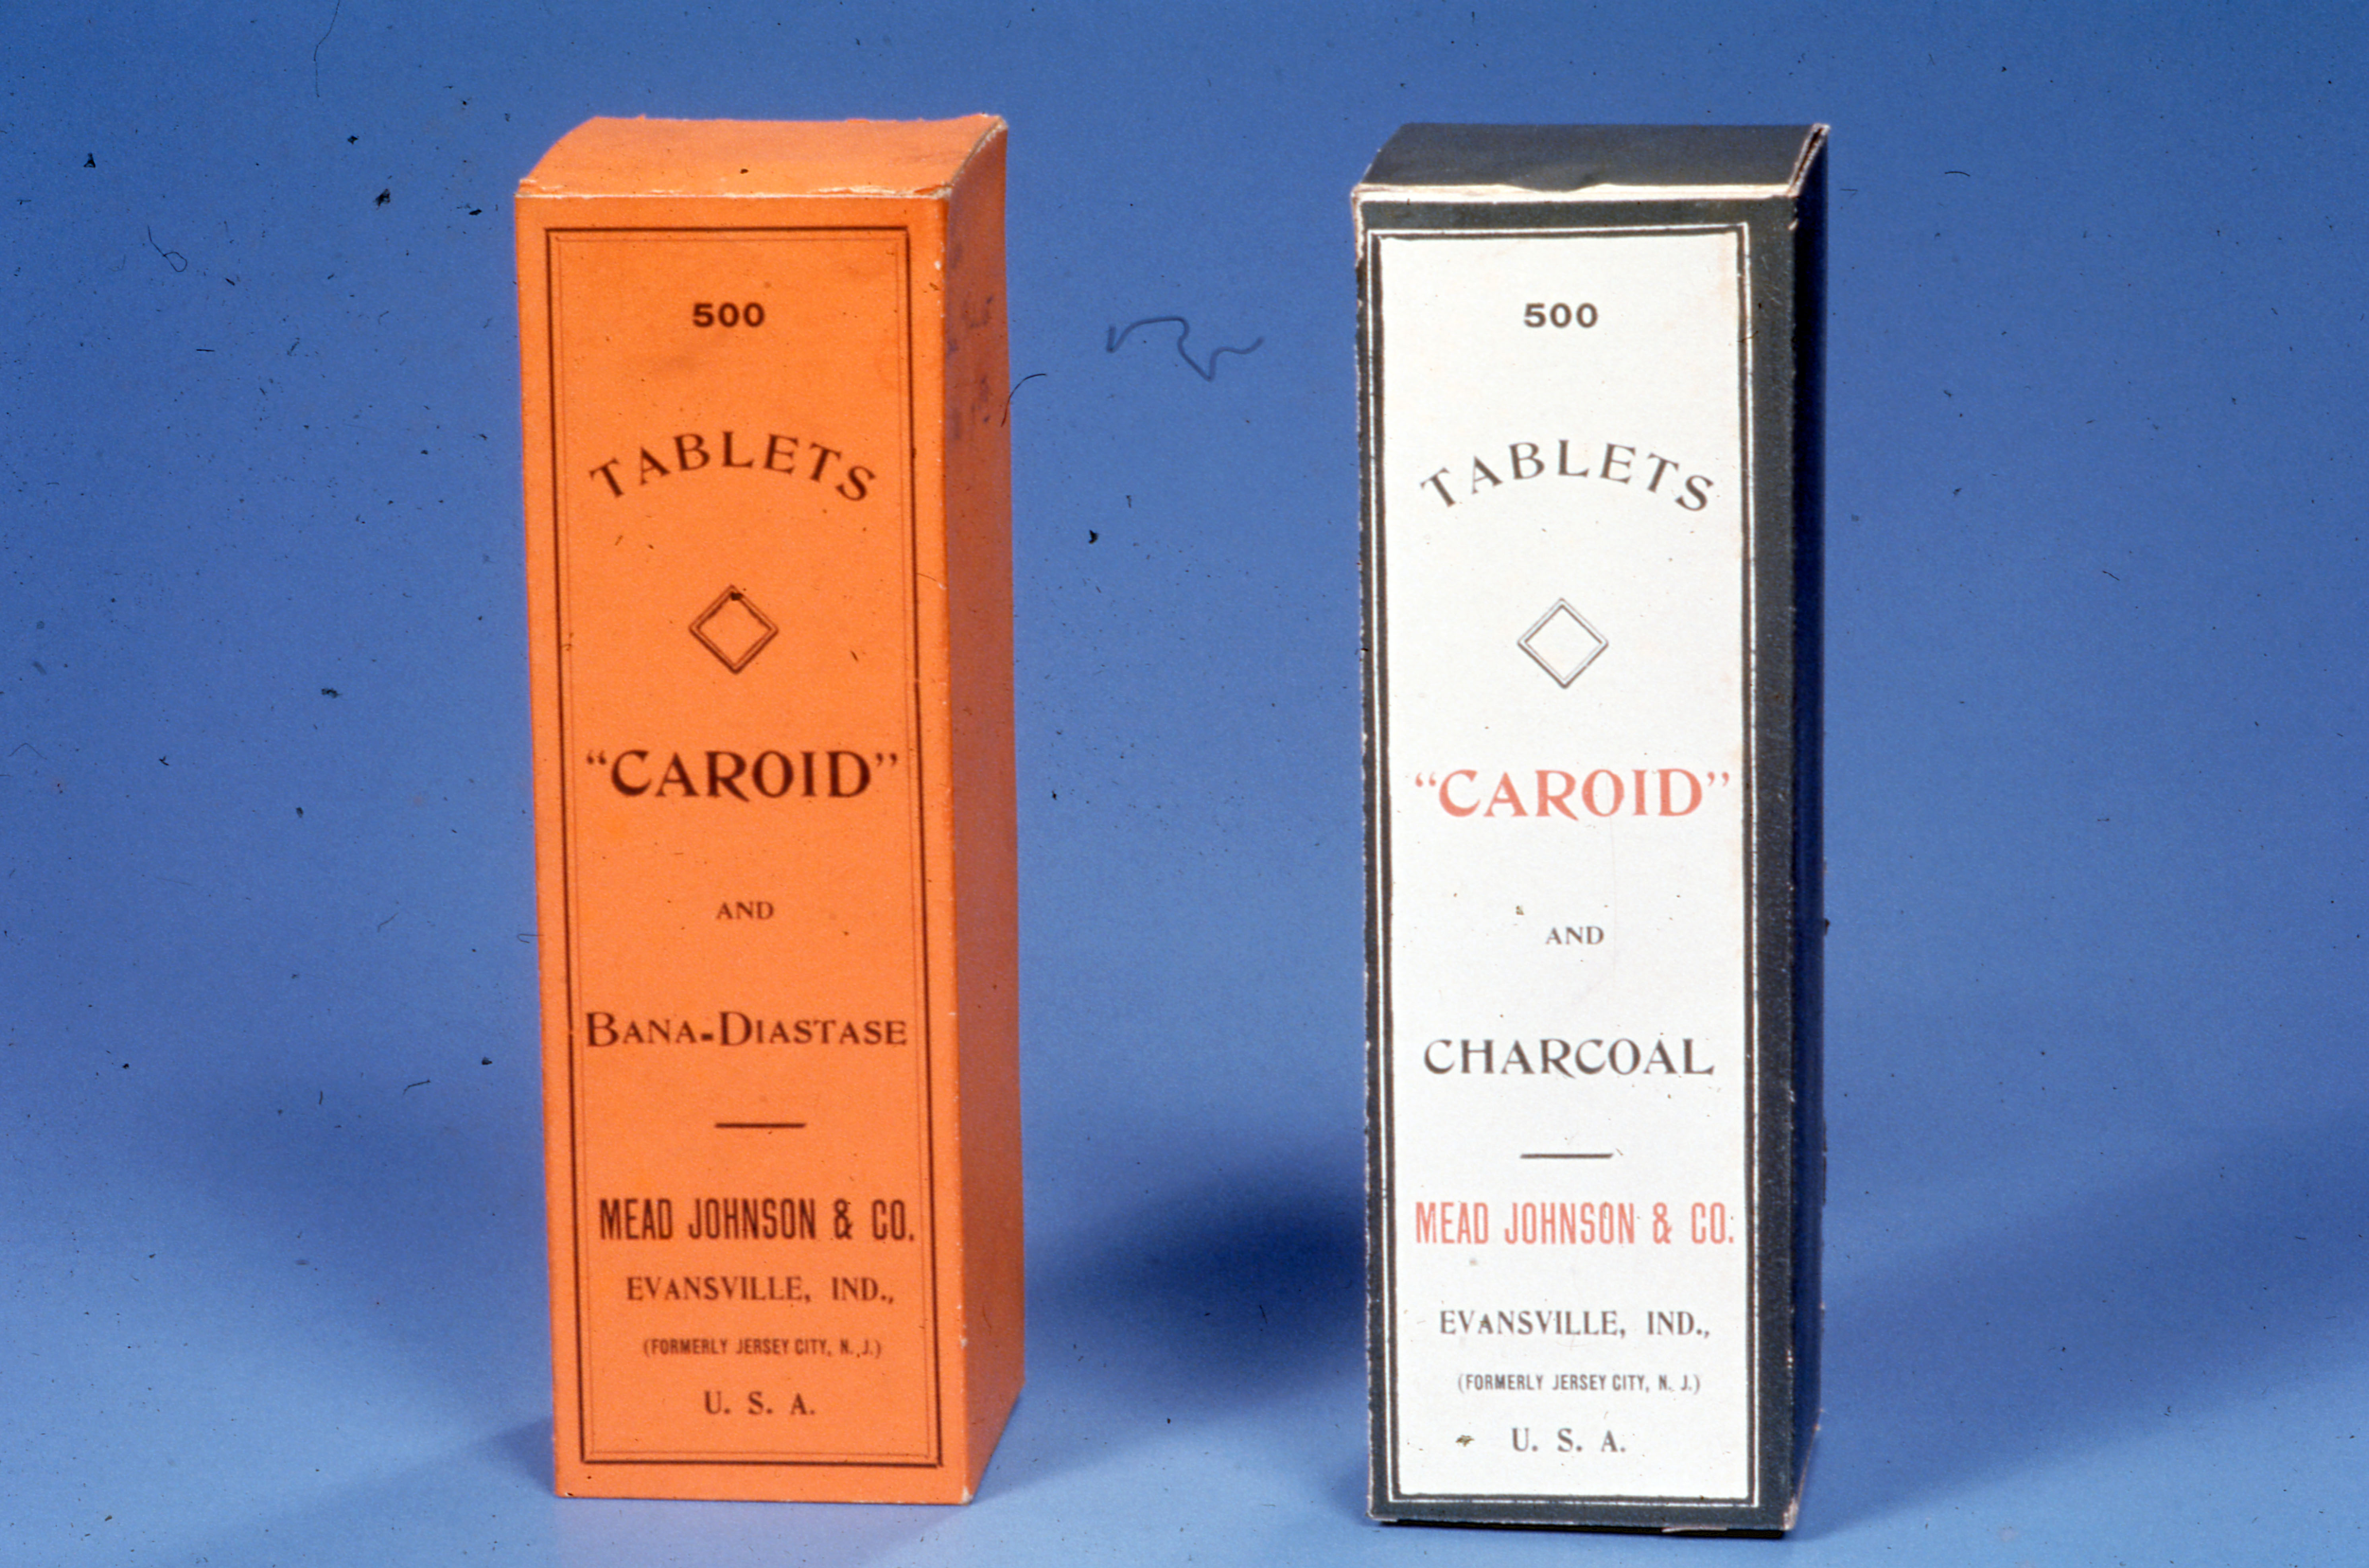 500
TABLETS
“CAROID”
AND
BANA-DIASTASE
MEAD JOHNSON & CO.
EVANSVILLE, IND.,
(FORMERLY JERSEY CITY, N. J.)
U. S. A.
500
TABLETS
“CAROID”
AND
CHARCOAL
MEAD JOHNSON & CO.
EVANSVILLE, IND.,
(FORMERLY JERSEY CITY, N. J.)
U. S. A.